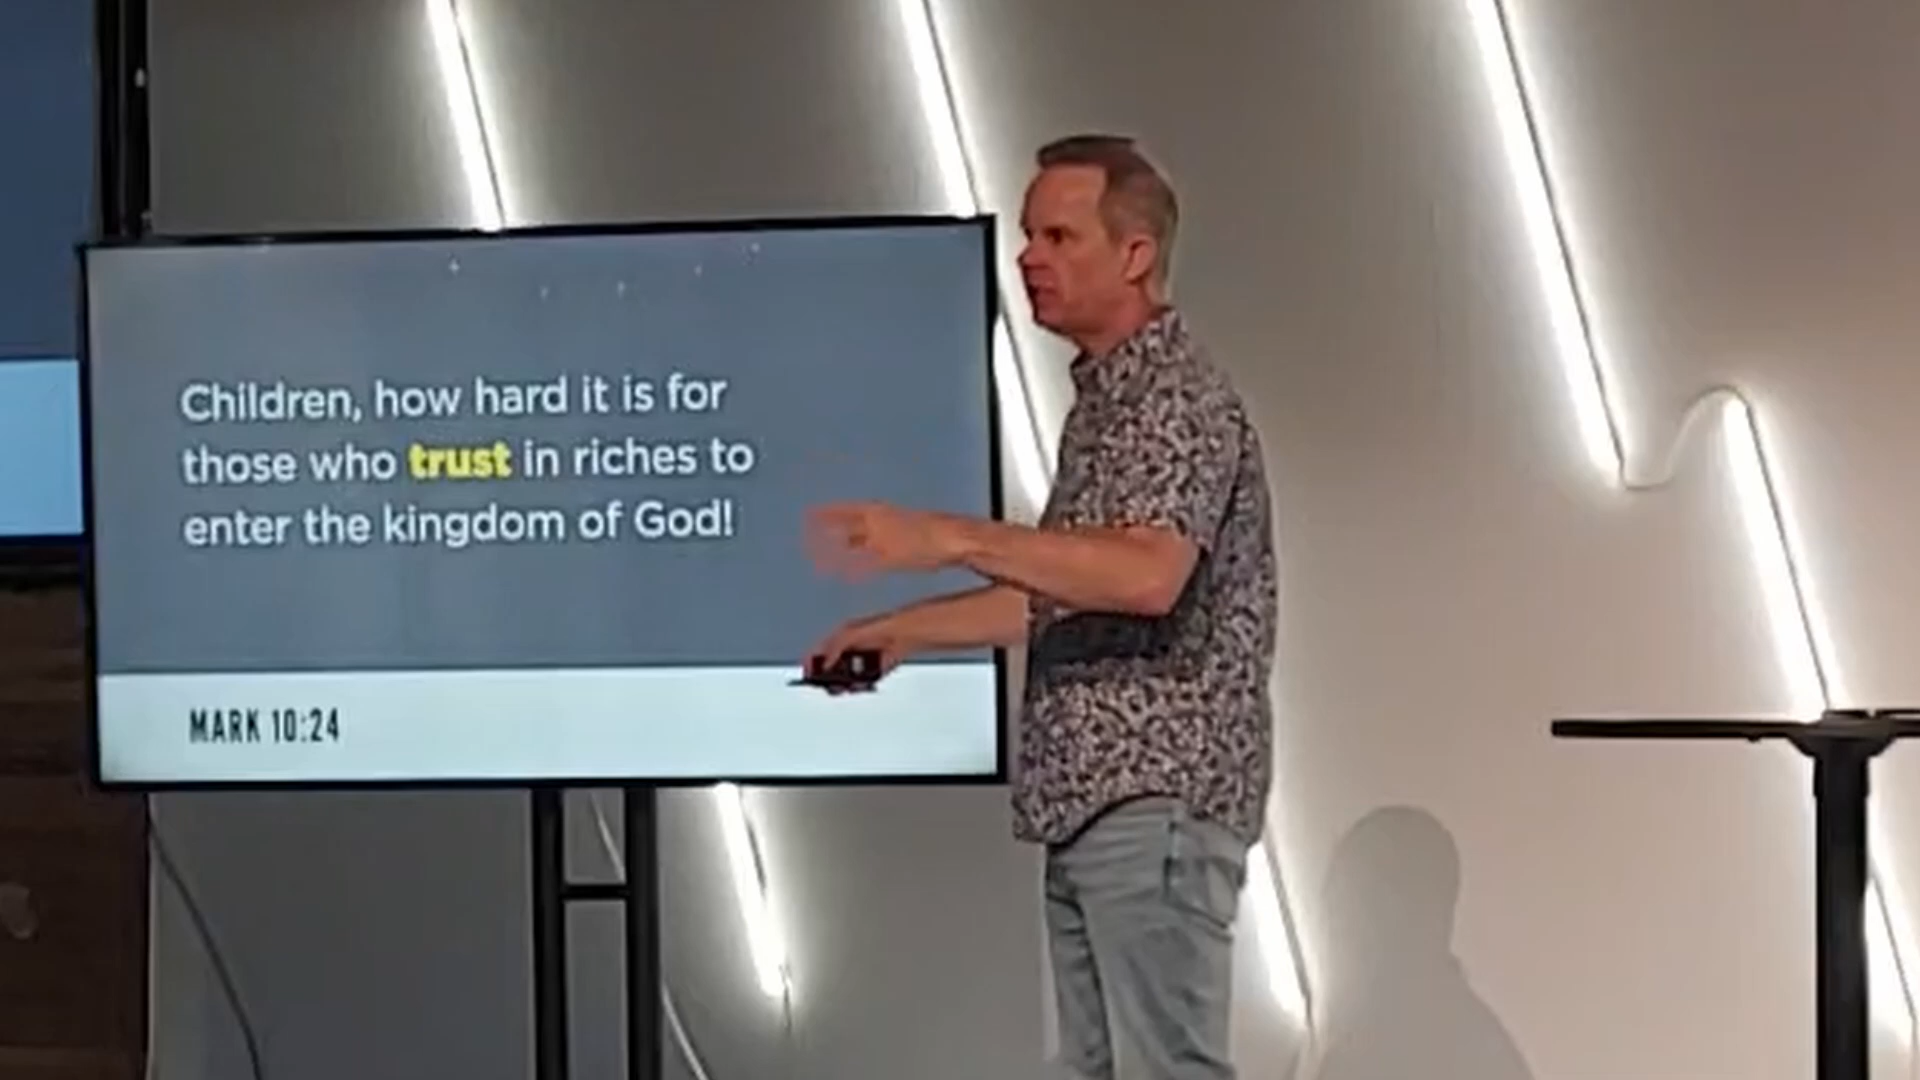 Children, how hard it is for
those who trust in riches to
enter the kingdom of God!
MARK 10:24